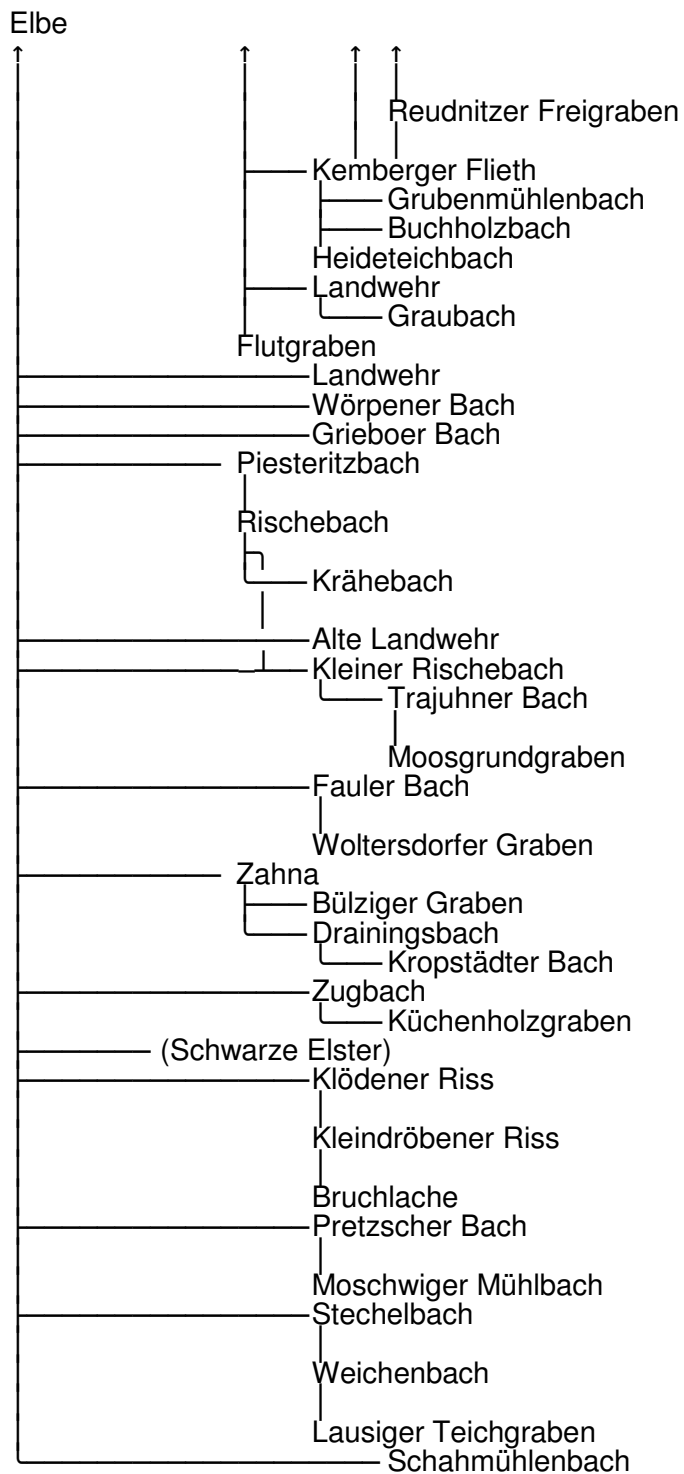 Elbe
Reudnitzer Freigraben
Kemberger Flieth
Grubenmühlenbach
Buchholzbach
Heideteichbach
Landwehr
Graubach
Flutgraben
Landwehr
Wörpener Bach
Grieboer Bach
Piesteritzbach
Rischebach
Krähebach
Alte Landwehr
Kleiner Rischebach
Trajuhner Bach
Moosgrundgraben
Fauler Bach
Woltersdorfer Graben
Zahna
Bülziger Graben
Drainingsbach
Kropstädter Bach
Zugbach
Küchenholzgraben
(Schwarze Elster)
Klödener Riss
Kleindröbener Riss
Bruchlache
Pretzscher Bach
Moschwiger Mühlbach
Stechelbach
Weichenbach
Lausiger Teichgraben
Schahmühlenbach